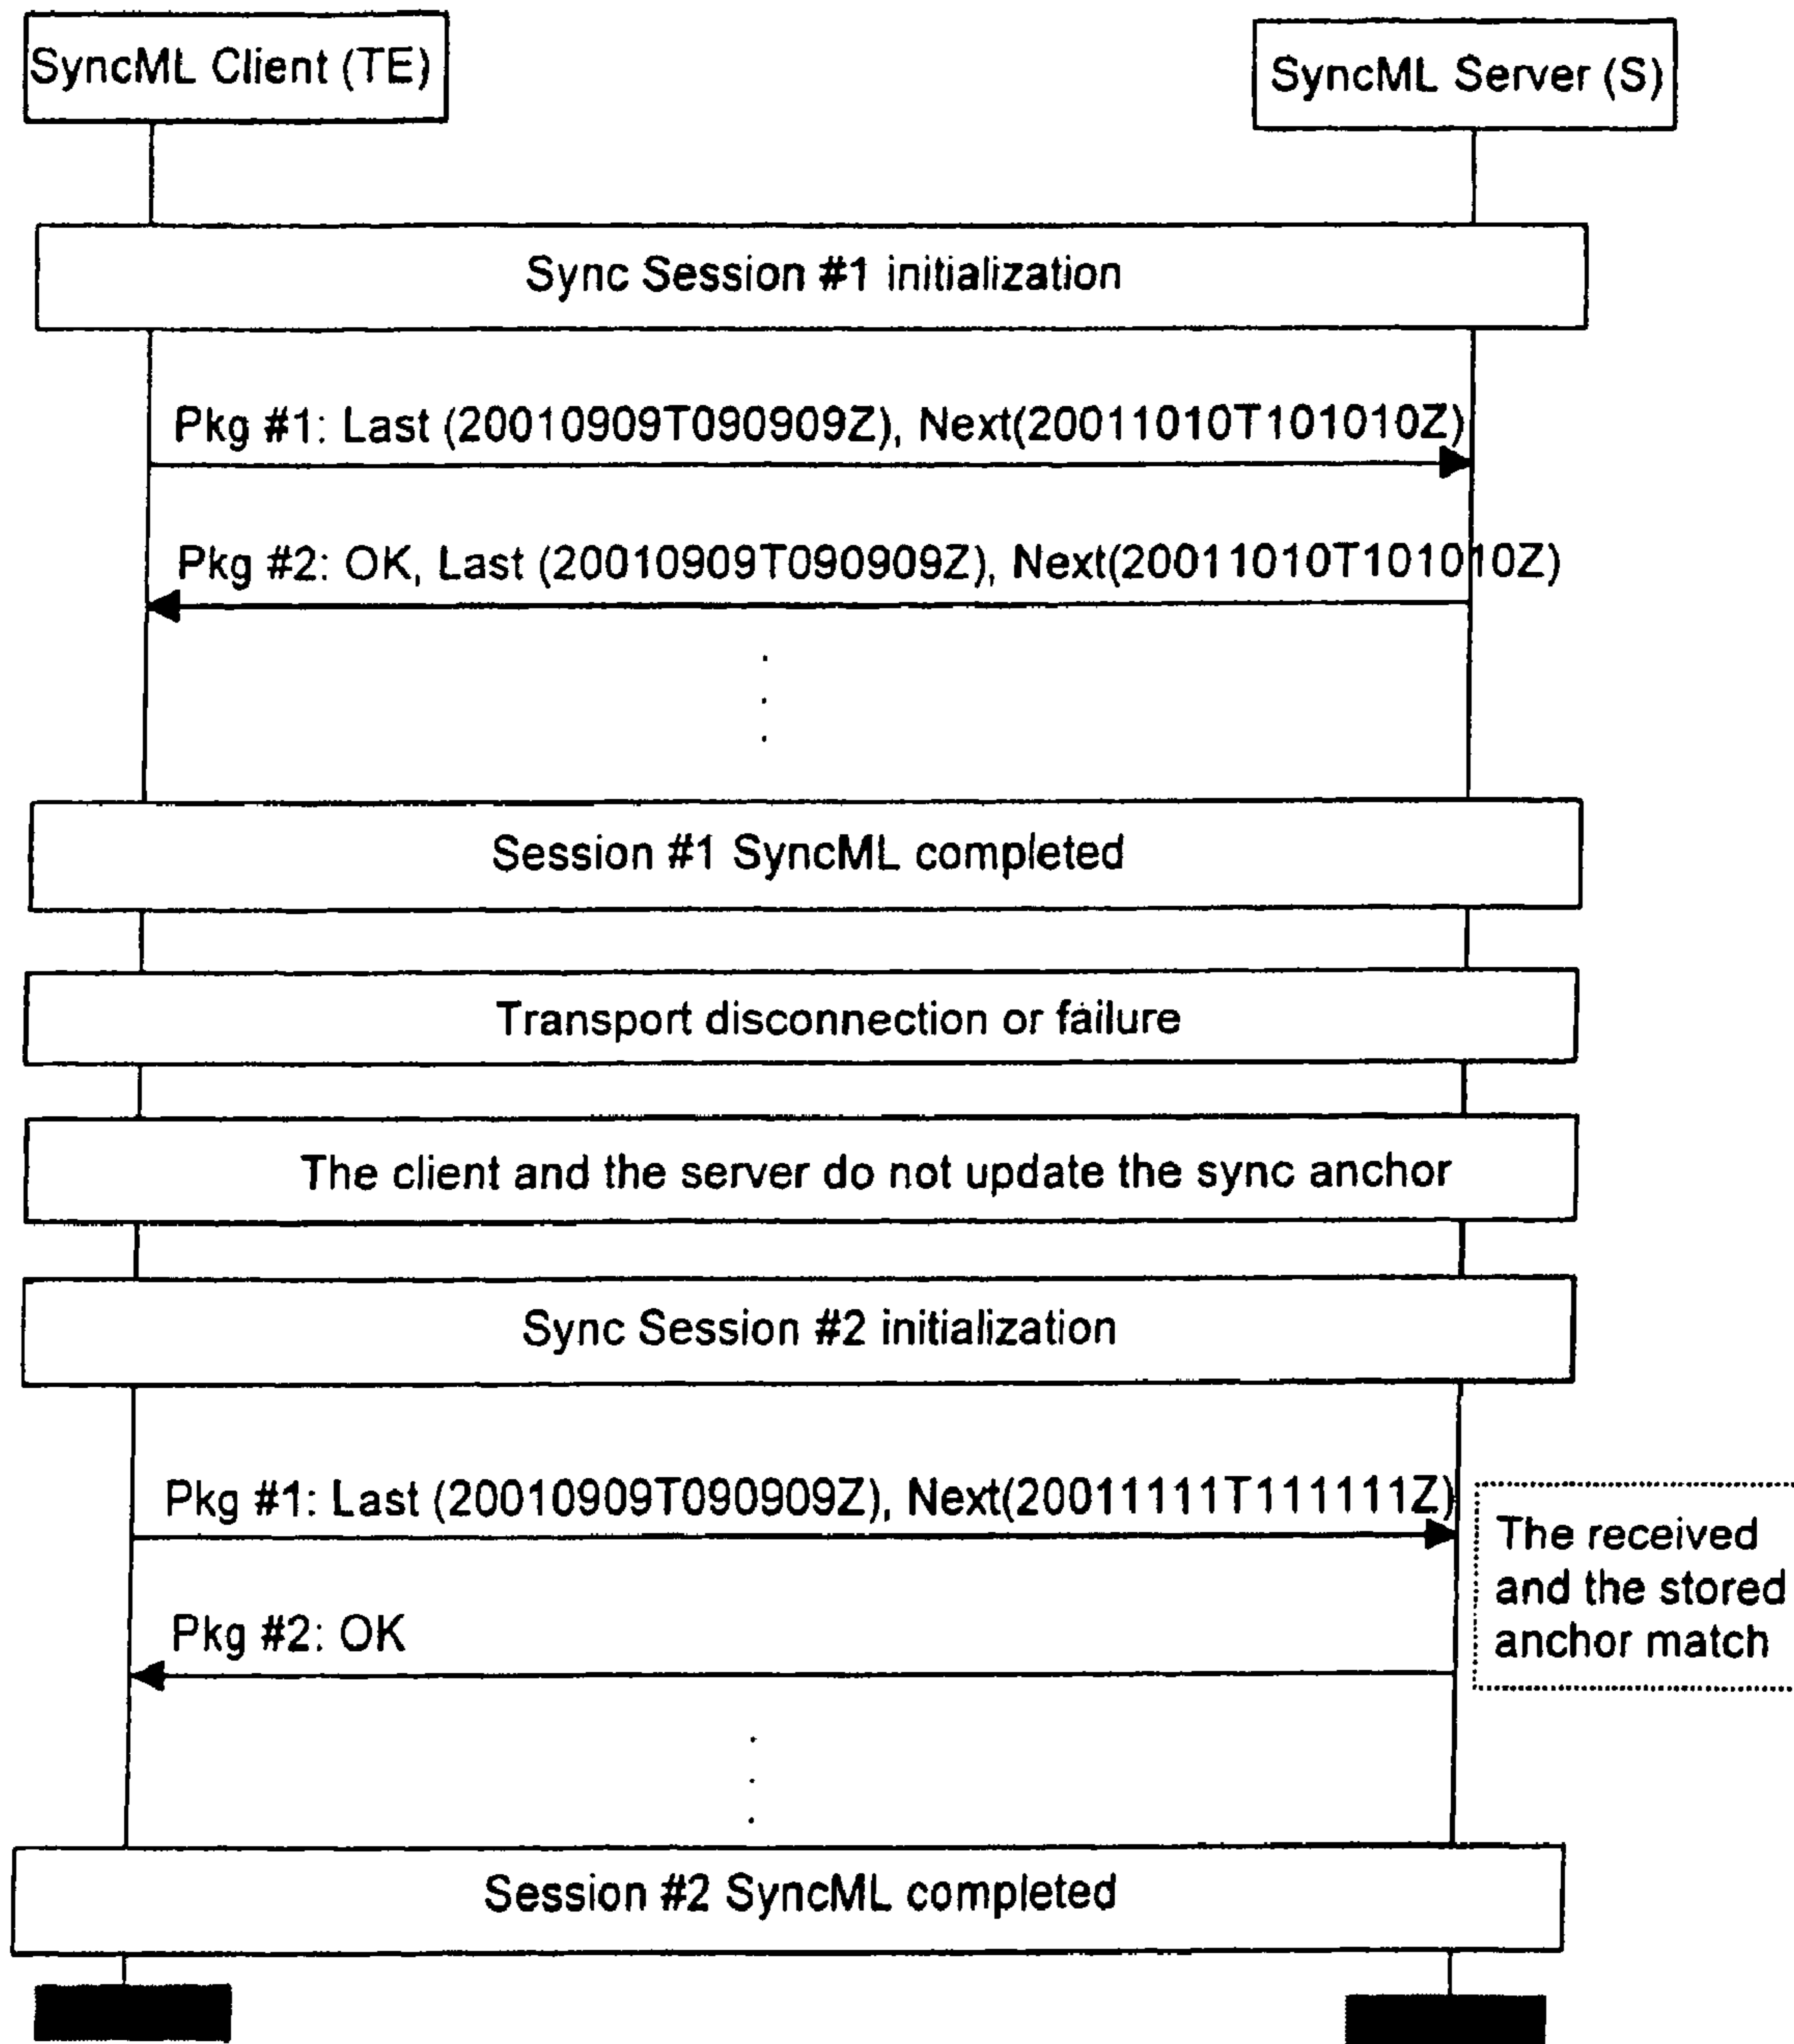 SyncML Client (TE)
SyncML Server (S)
Sync Session #1 initialization
Pkg #1: Last (20010909T090909Z), Next(20011010T101010Z)
Pkg #2: OK, Last (20010909T090909Z), Next(20011010T101010Z)
Session #1 SyncML completed
Transport disconnection or failure
The client and the server do not update the sync anchor
Sync Session #2 initialization
Pkg #1: Last (20010909T090909Z), Next(20011111T111111Z)
The received
and the stored
anchor match
Pkg #2: OK
Session #2 SyncML completed